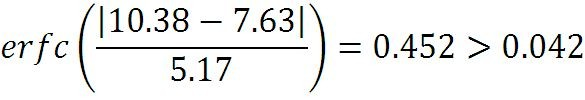 erfc(|10.38 − 7.63| / 5.17) = 0.452 > 0.042